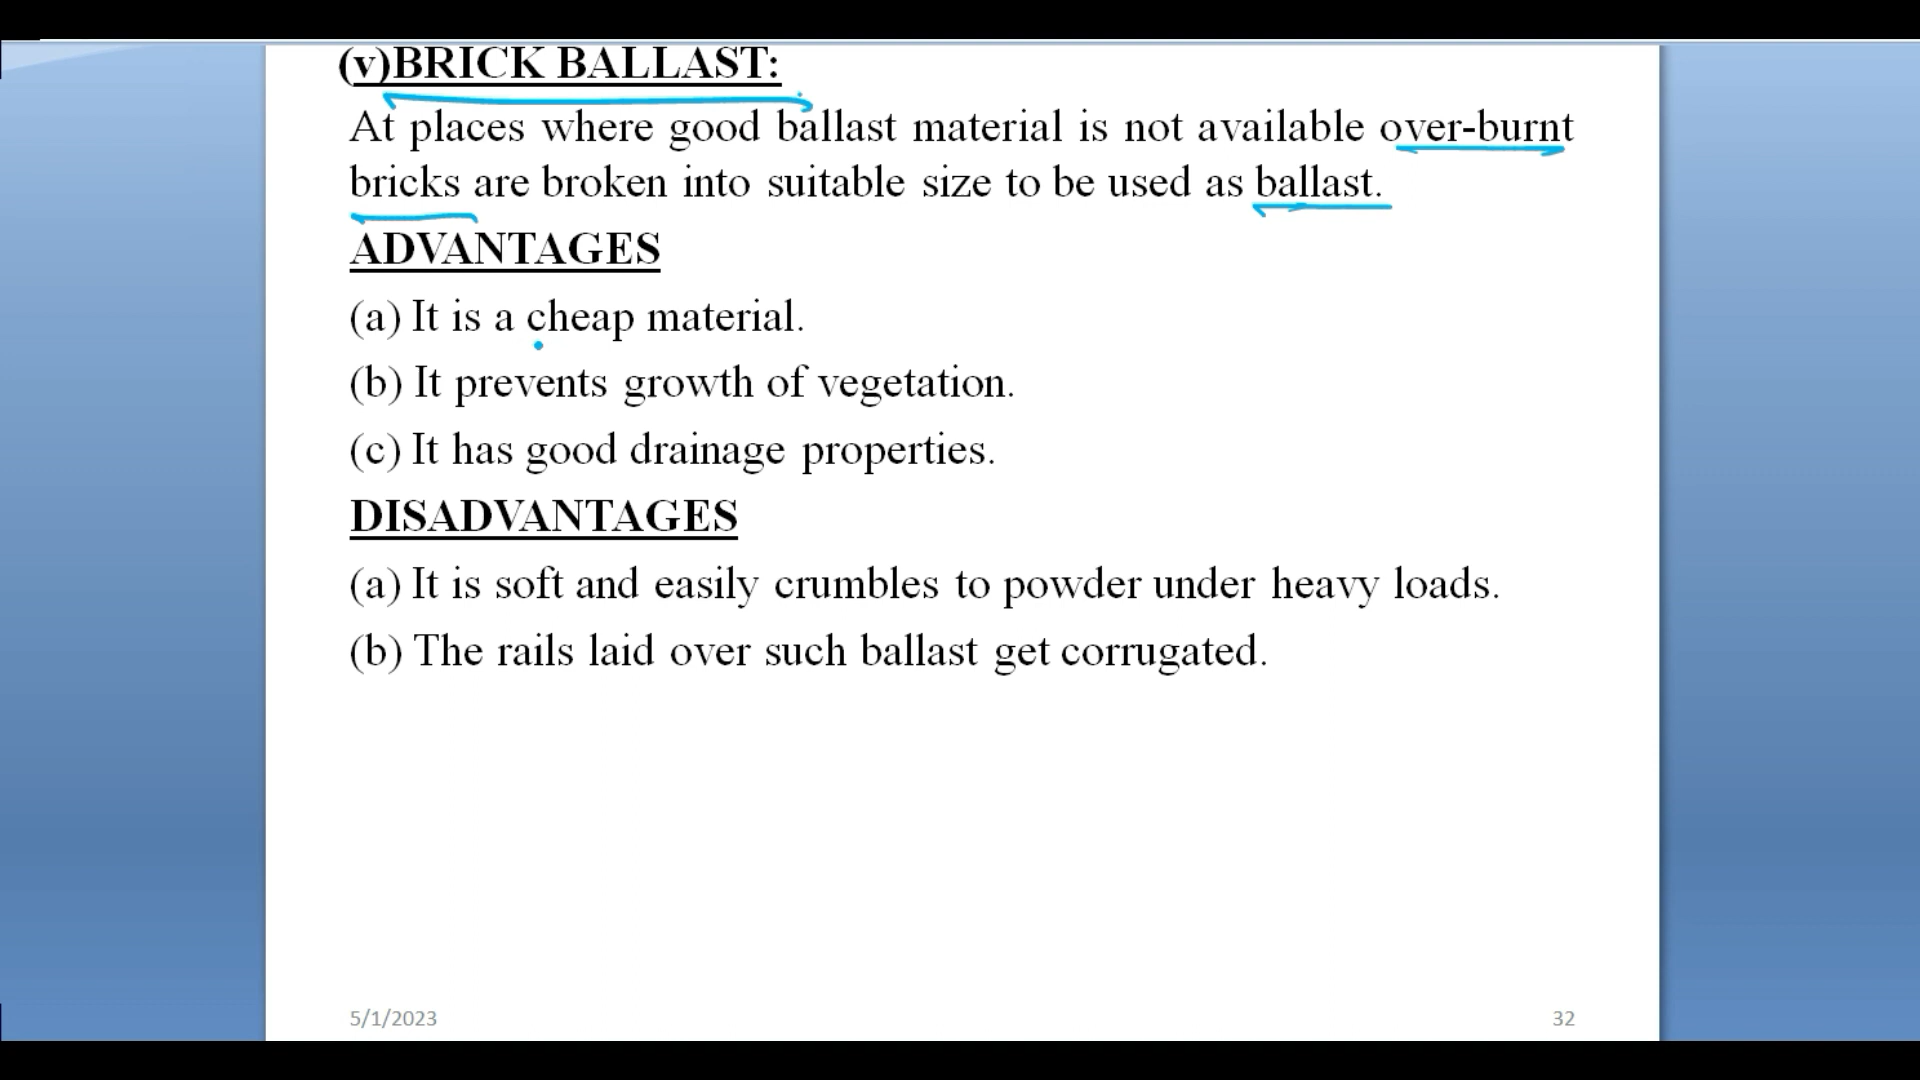 (v)BRICK BALLAST:
At places where good ballast material is not available over-burnt
bricks are broken into suitable size to be used as ballast.
ADVANTAGES
(a) It is a cheap material.
(b) It prevents growth of vegetation.
(c) It has good drainage properties.
DISADVANTAGES
(a) It is soft and easily crumbles to powder under heavy loads.
(b) The rails laid over such ballast get corrugated.
5/1/2023
32